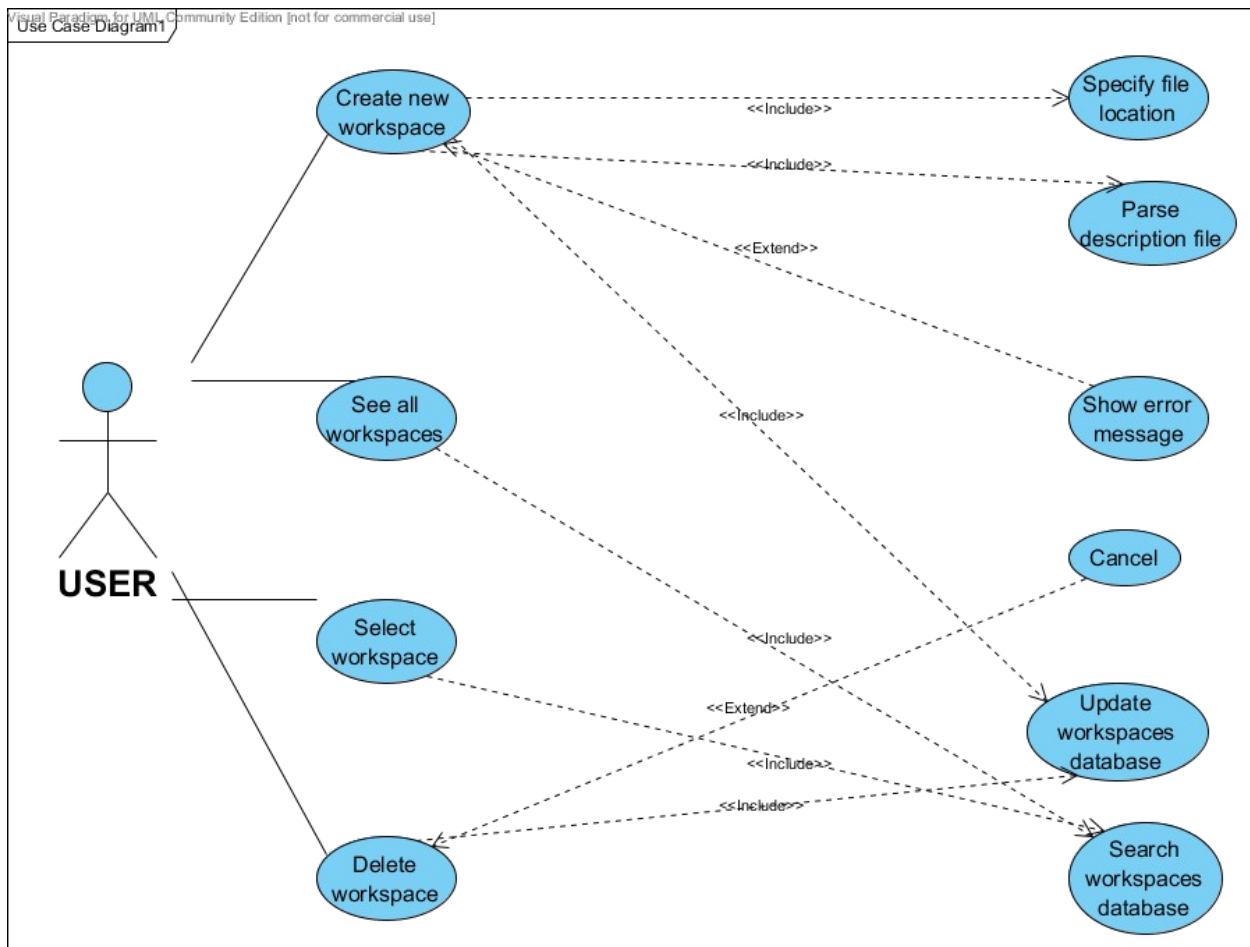 Visual Paradigm for UML Community Edition [not for commercial use]
Use Case Diagram1
Create new
workspace
<<Include>>
Specify file
location
<<Include>>
Parse
description file
<<Extend>>
See all
workspaces
<<Include>>
Show error
message
Cancel
USER
Select
workspace
<<Include>>
<<Extend>>
Update
workspaces
database
<<Include>>
<<Include>>
Delete
workspace
Search
workspaces
database